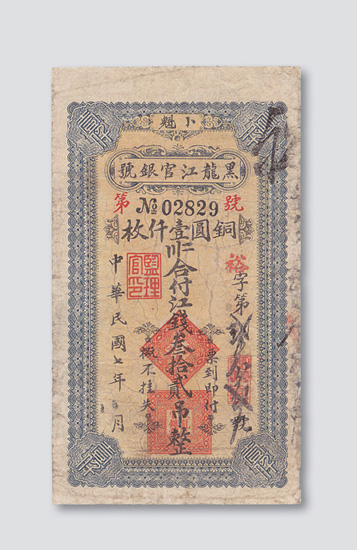 卜魁
黑龍江官銀號
第 № 02829 號
銅圓壹仟枚
裕字第 號
票到即付
合付江錢叁拾貳吊整
概不挂失
監理官印
中華民國七年 月